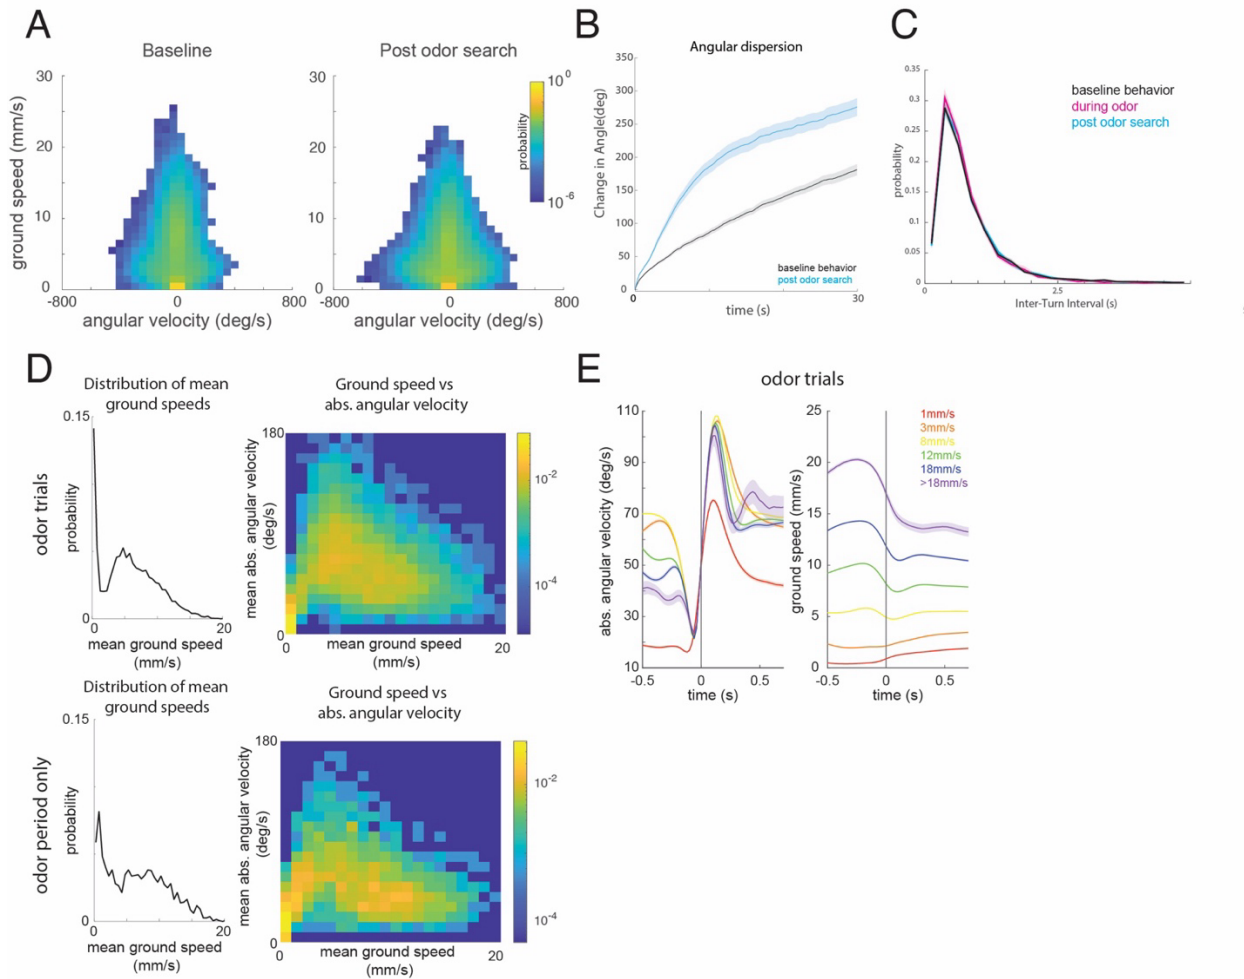 A
Baseline
Post odor search
ground speed (mm/s)
30
20
10
0
-800
0
800
angular velocity (deg/s)
30
20
10
0
-800
0
800
angular velocity (deg/s)
probability
10^0
10^-6
B
Angular dispersion
Change in Angle(deg)
350
300
250
200
150
100
50
0
0
30
time (s)
baseline behavior
post odor search
C
probability
0.35
0.3
0.25
0.2
0.15
0.1
0.05
0
0
2.5
Inter-Turn Interval (s)
baseline behavior
during odor
post odor search
D
odor trials
Distribution of mean
ground speeds
0.15
probability
0
0
20
mean ground speed
(mm/s)
Ground speed vs
abs. angular velocity
180
mean abs. angular velocity
(deg/s)
0
0
20
mean ground speed
(mm/s)
10^-2
10^-4
odor period only
Distribution of mean
ground speeds
0.15
probability
0
0
20
mean ground speed
(mm/s)
Ground speed vs
abs. angular velocity
180
mean abs. angular velocity
(deg/s)
0
0
20
mean ground speed
(mm/s)
10^-2
10^-4
E
odor trials
abs. angular velocity (deg/s)
110
90
70
50
30
10
-0.5
0
0.5
time (s)
ground speed (mm/s)
25
20
15
10
5
0
-0.5
0
0.5
time (s)
1mm/s
3mm/s
8mm/s
12mm/s
18mm/s
>18mm/s